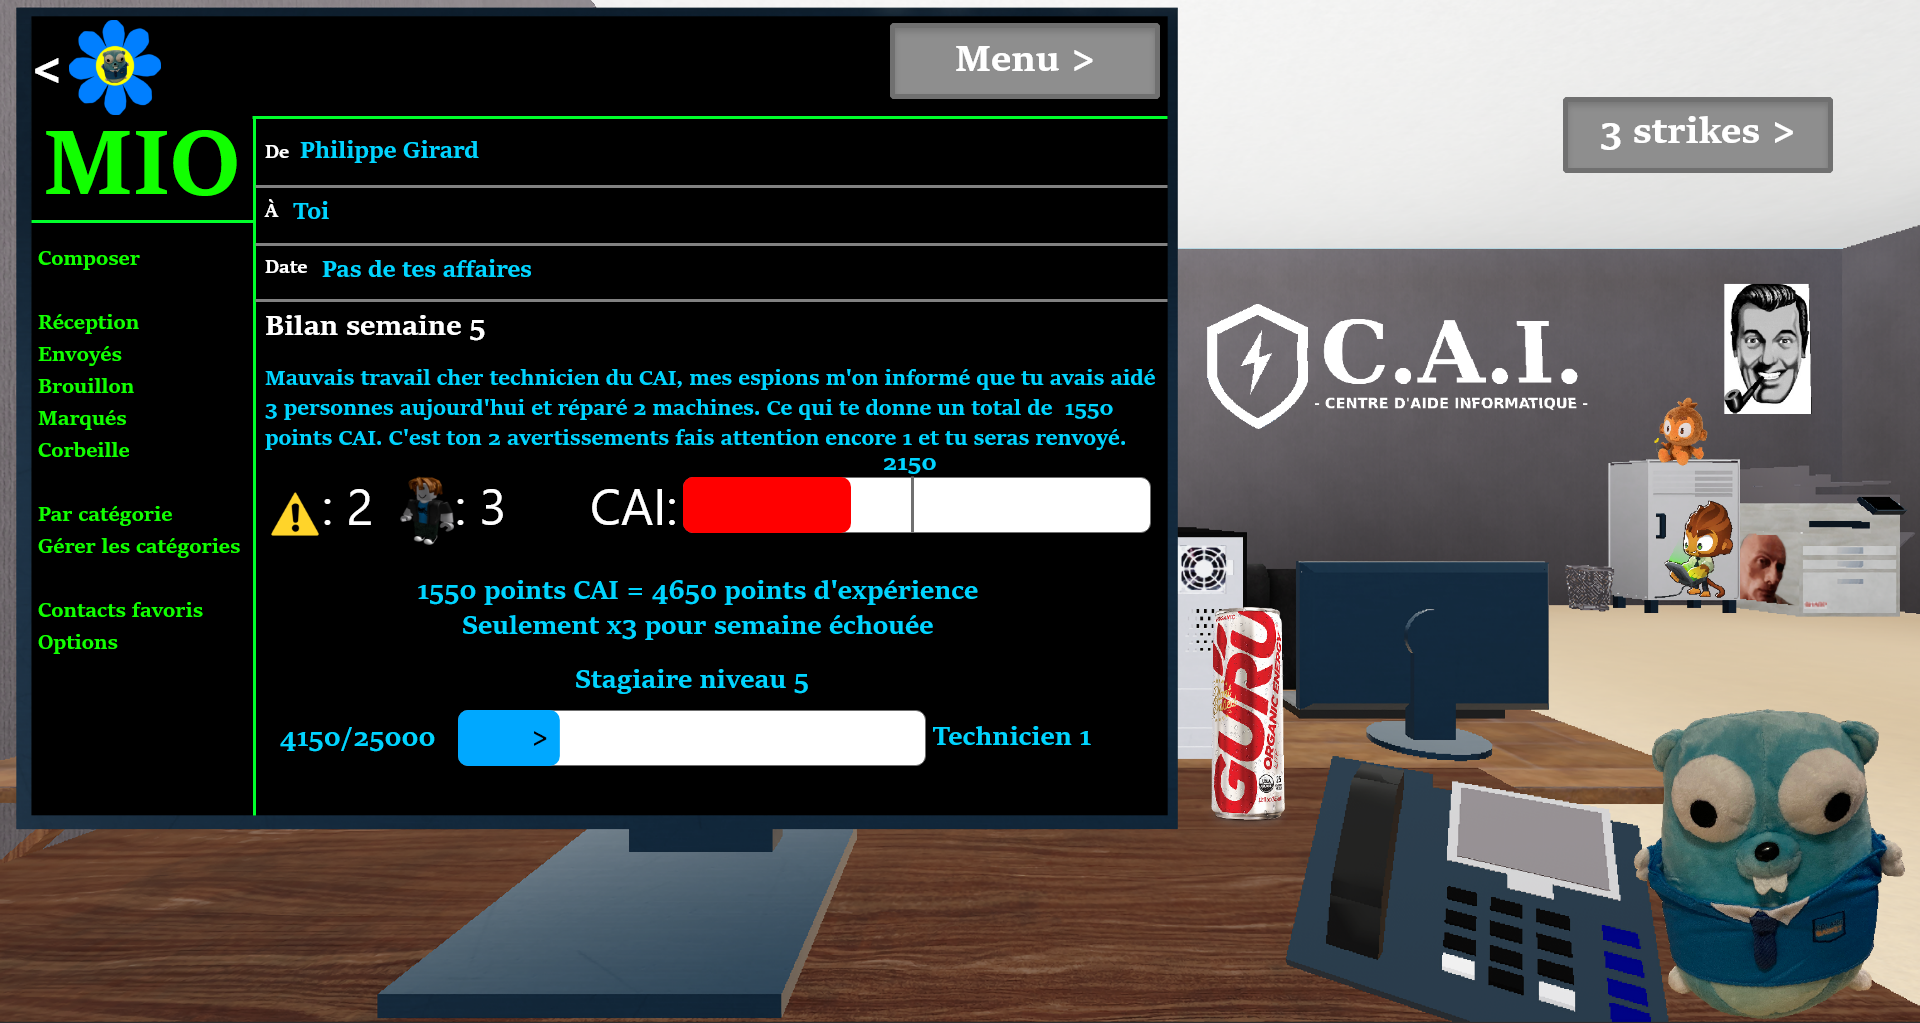 <
Menu >
MIO
3 strikes >
De Philippe Girard
À Toi
Date Pas de tes affaires
Composer
Réception
Envoyés
Brouillon
Marqués
Corbeille
Par catégorie
Gérer les catégories
Contacts favoris
Options
Bilan semaine 5
Mauvais travail cher technicien du CAI, mes espions m'on informé que tu avais aidé
3 personnes aujourd'hui et réparé 2 machines. Ce qui te donne un total de 1550
points CAI. C'est ton 2 avertissements fais attention encore 1 et tu seras renvoyé.
2150
: 2 : 3 CAI:
1550 points CAI = 4650 points d'expérience
Seulement x3 pour semaine échouée
Stagiaire niveau 5
4150/25000 > Technicien 1
C.A.I.
- CENTRE D'AIDE INFORMATIQUE -
GURU
ORGANIC ENERGY